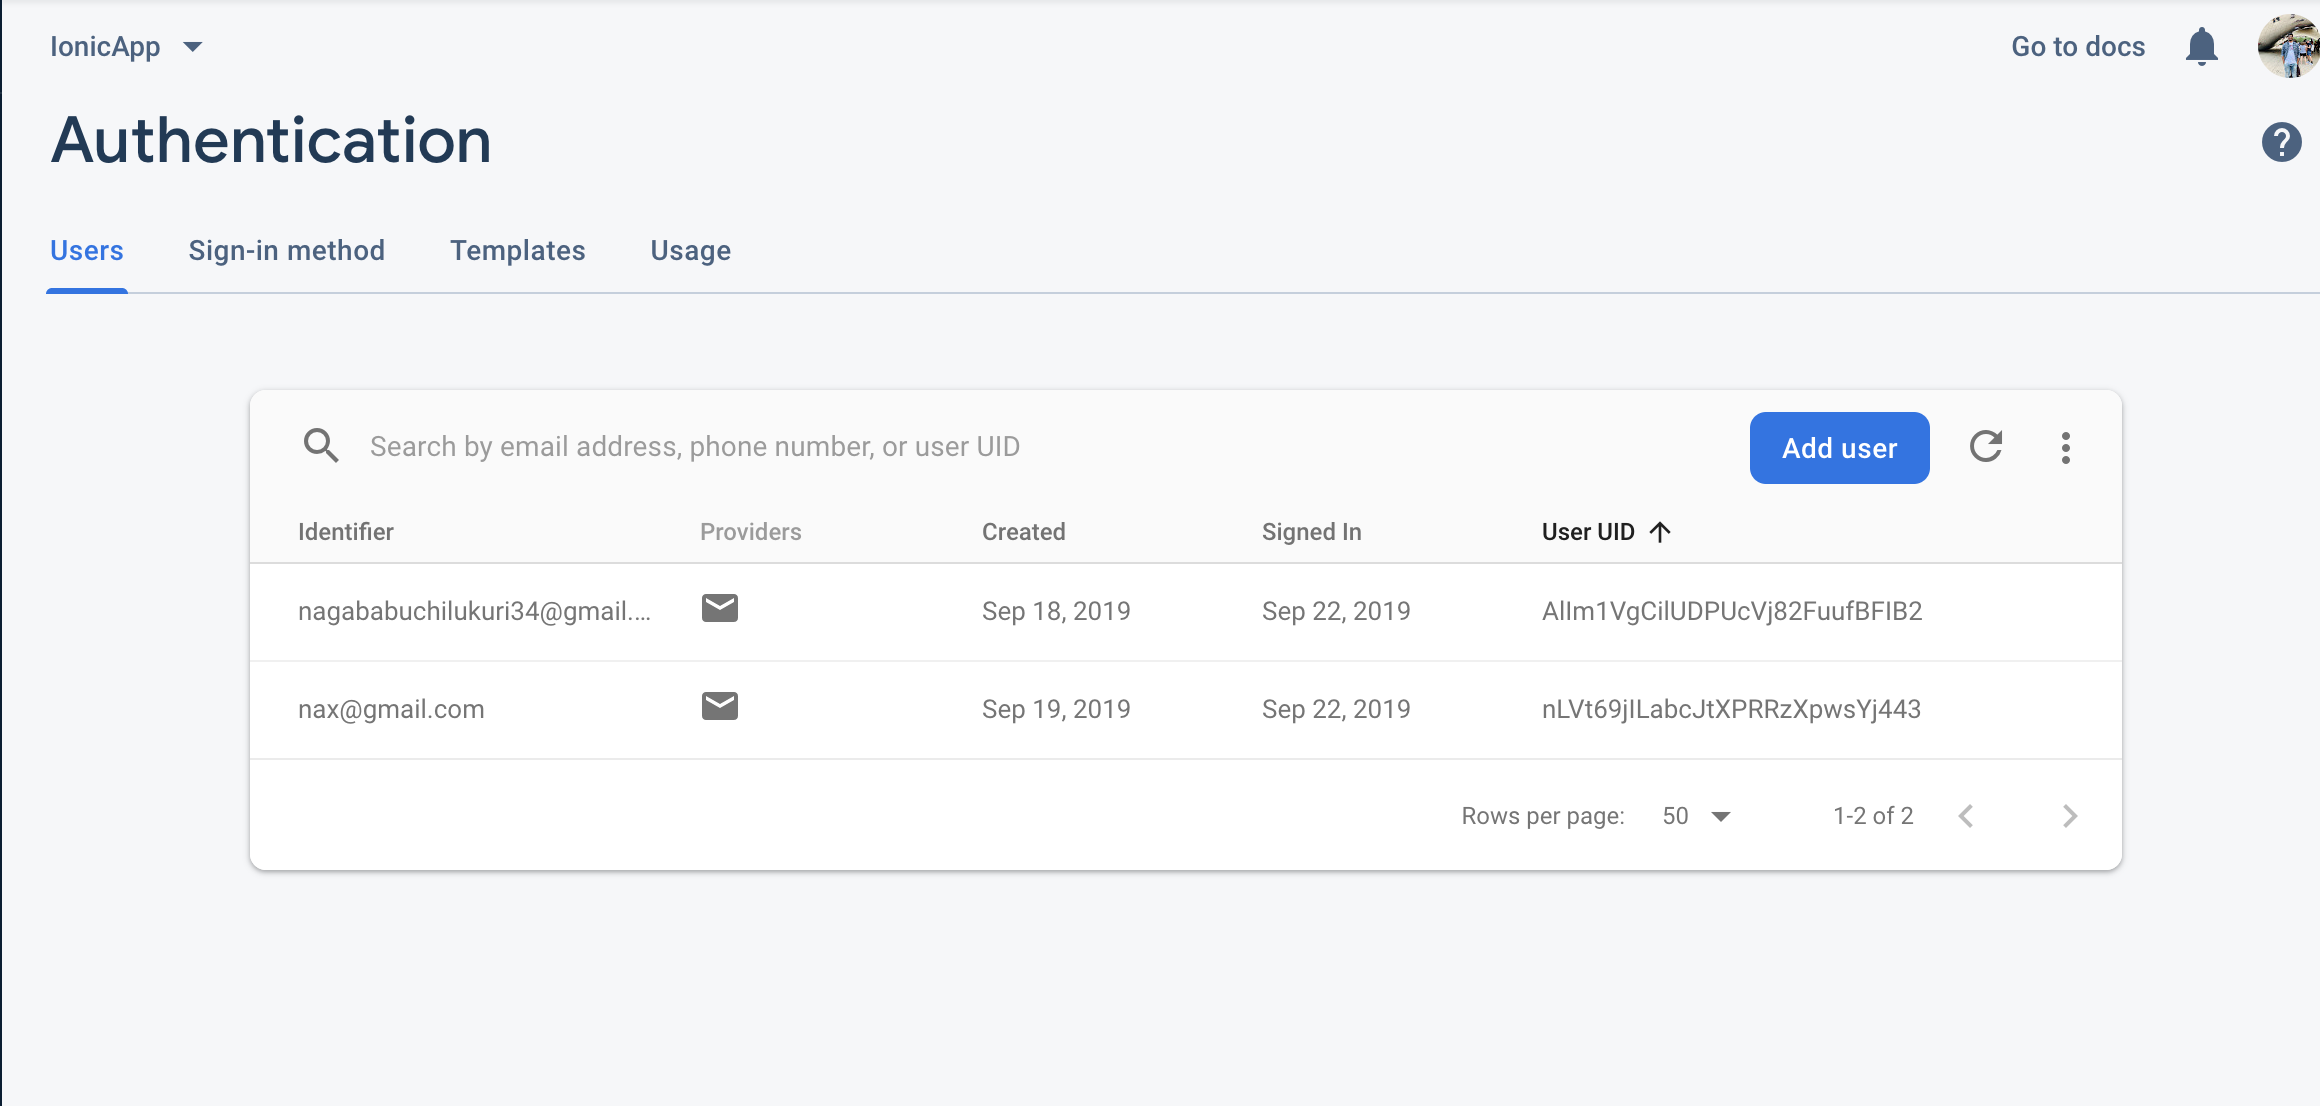 IonicApp
Go to docs
Authentication
?
Users Sign-in method Templates Usage
Search by email address, phone number, or user UID
Add user
Identifier Providers Created Signed In User UID
nagababuchilukuri34@gmail.... Sep 18, 2019 Sep 22, 2019 AlIm1VgCilUDPUcVj82FuufBFIB2
nax@gmail.com Sep 19, 2019 Sep 22, 2019 nLVt69jILabcJtXPRRzXpwsYj443
Rows per page: 50 1-2 of 2